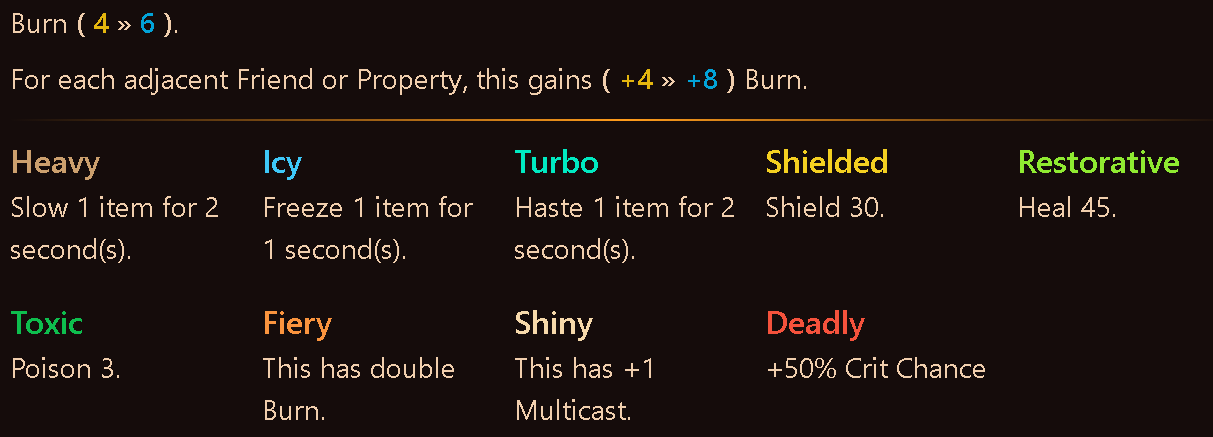 Burn ( 4 » 6 ).
For each adjacent Friend or Property, this gains ( +4 » +8 ) Burn.
Heavy
Slow 1 item for 2
second(s).
Icy
Freeze 1 item for
1 second(s).
Turbo
Haste 1 item for 2
second(s).
Shielded
Shield 30.
Restorative
Heal 45.
Toxic
Poison 3.
Fiery
This has double
Burn.
Shiny
This has +1
Multicast.
Deadly
+50% Crit Chance